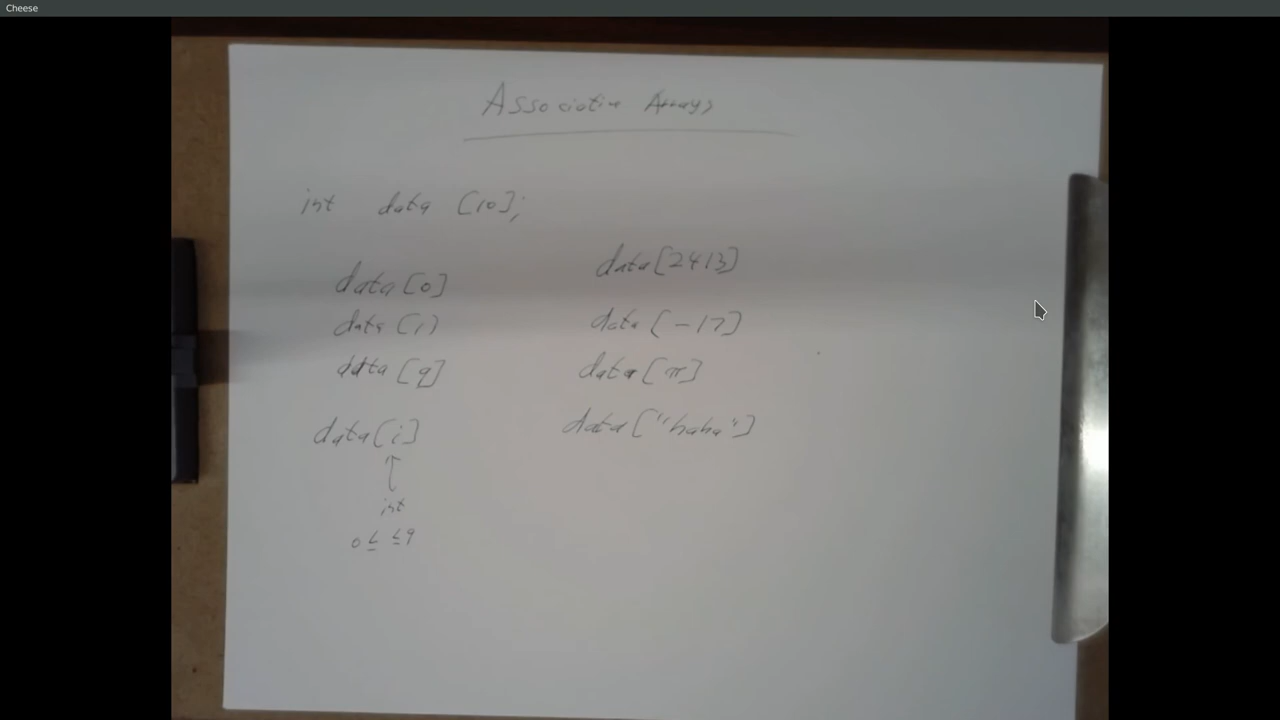 Cheese
Associative Arrays
int data [10];
data[0]
data[1]
data[9]
data[i]
int
0 ≤ ≤ 9
data[2413]
data[-17]
data[π]
data["haha"]